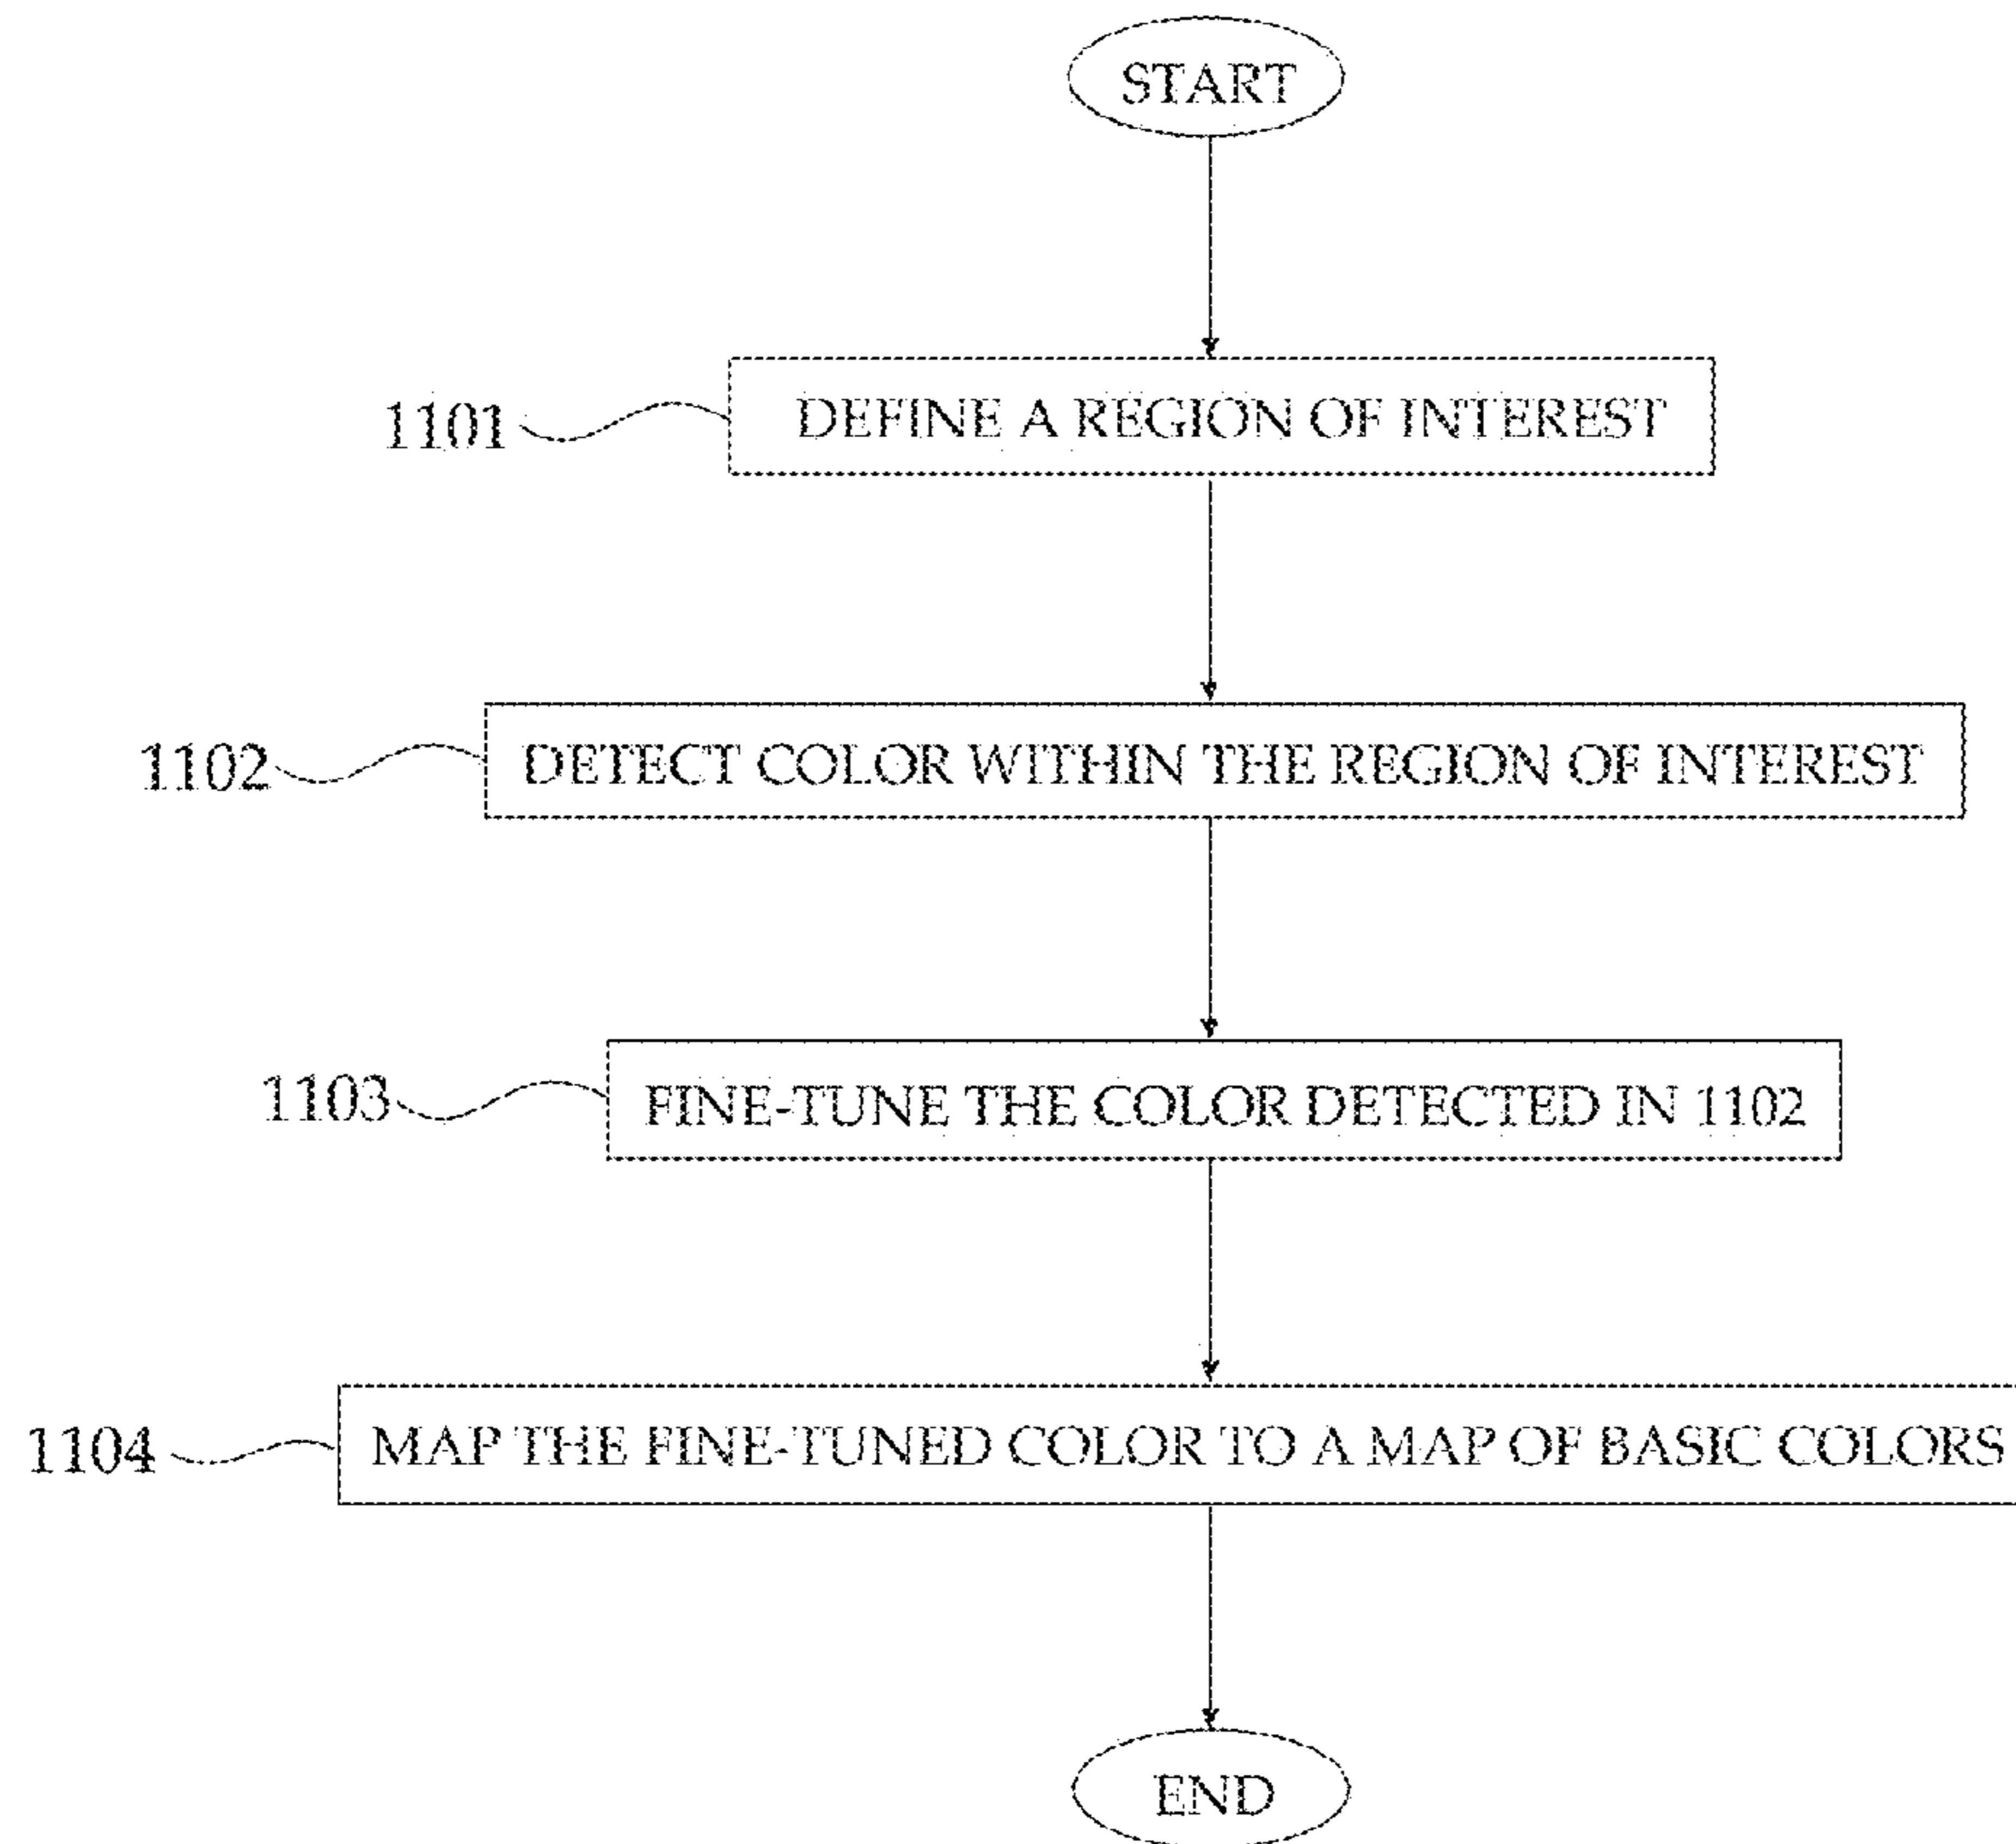 START
1101 DEFINE A REGION OF INTEREST
1102 DETECT COLOR WITHIN THE REGION OF INTEREST
1103 FINE-TUNE THE COLOR DETECTED IN 1102
1104 MAP THE FINE-TUNED COLOR TO A MAP OF BASIC COLORS
END